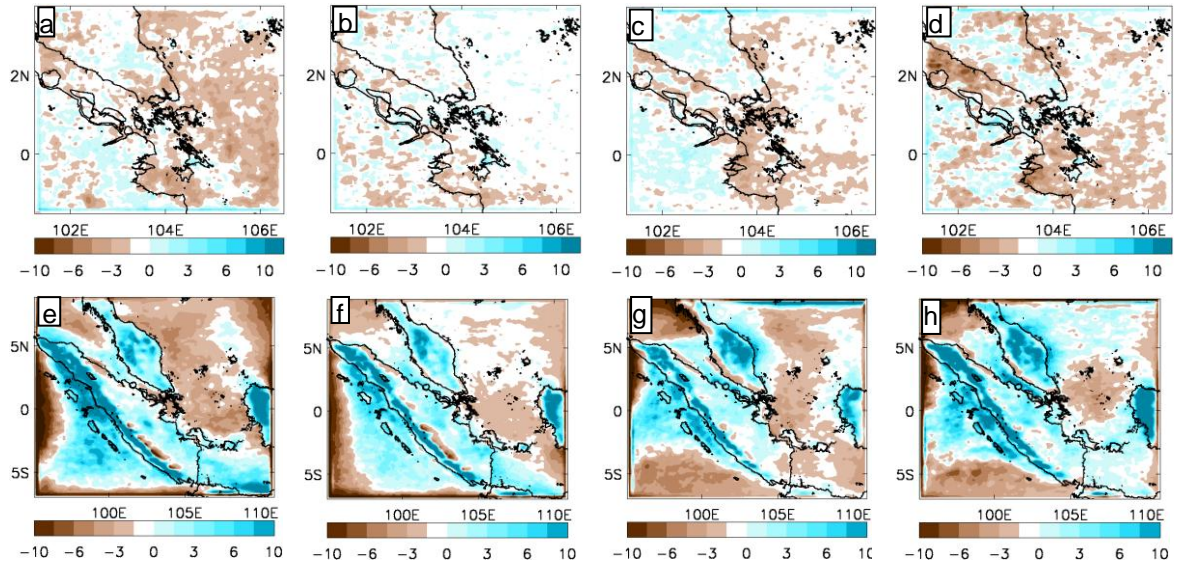 a b c d
2N 2N 2N 2N
0 0 0 0
102E 104E 106E 102E 104E 106E 102E 104E 106E 102E 104E 106E
−10 −6 −3 0 3 6 10 −10 −6 −3 0 3 6 10 −10 −6 −3 0 3 6 10 −10 −6 −3 0 3 6 10
e f g h
5N 5N 5N 5N
0 0 0 0
5S 5S 5S 5S
100E 105E 110E 100E 105E 110E 100E 105E 110E 100E 105E 110E
−10 −6 −3 0 3 6 10 −10 −6 −3 0 3 6 10 −10 −6 −3 0 3 6 10 −10 −6 −3 0 3 6 10